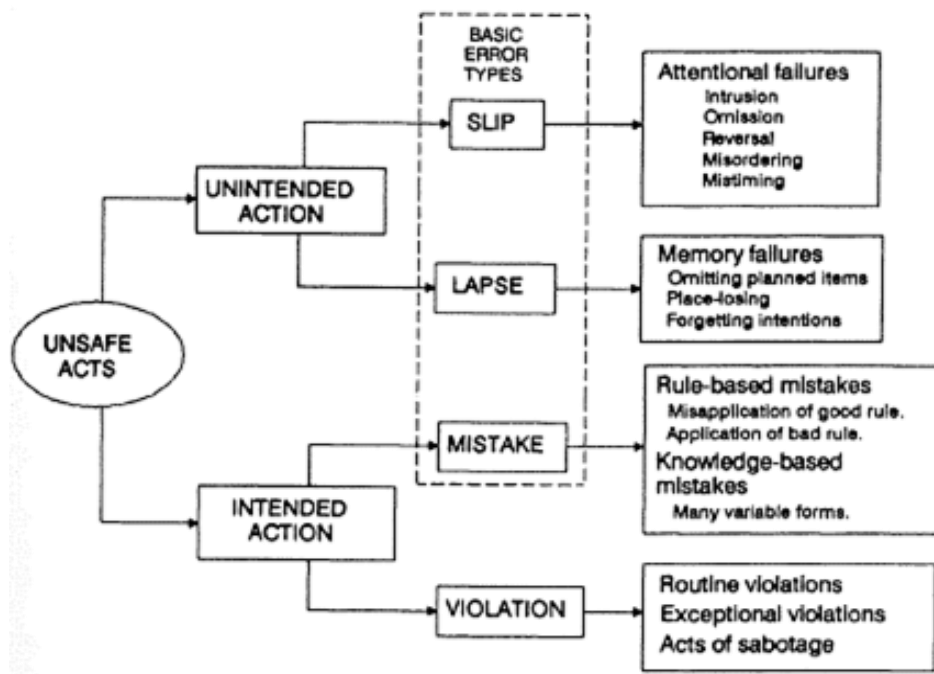 BASIC
ERROR
TYPES
UNSAFE
ACTS
UNINTENDED
ACTION
SLIP
Attentional failures
Intrusion
Omission
Reversal
Misordering
Mistiming
LAPSE
Memory failures
Omitting planned items
Place-losing
Forgetting intentions
INTENDED
ACTION
MISTAKE
Rule-based mistakes
Misapplication of good rule.
Application of bad rule.
Knowledge-based
mistakes
Many variable forms.
VIOLATION
Routine violations
Exceptional violations
Acts of sabotage